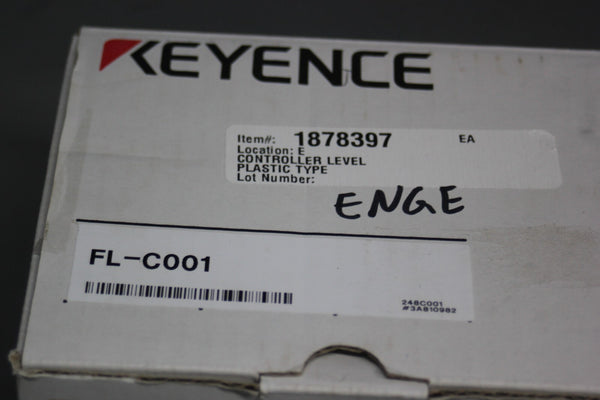 KEYENCE
Item#: 1878397 EA
Location: E
CONTROLLER LEVEL
PLASTIC TYPE
Lot Number:
ENGE
FL-C001
248C001
#3A810982